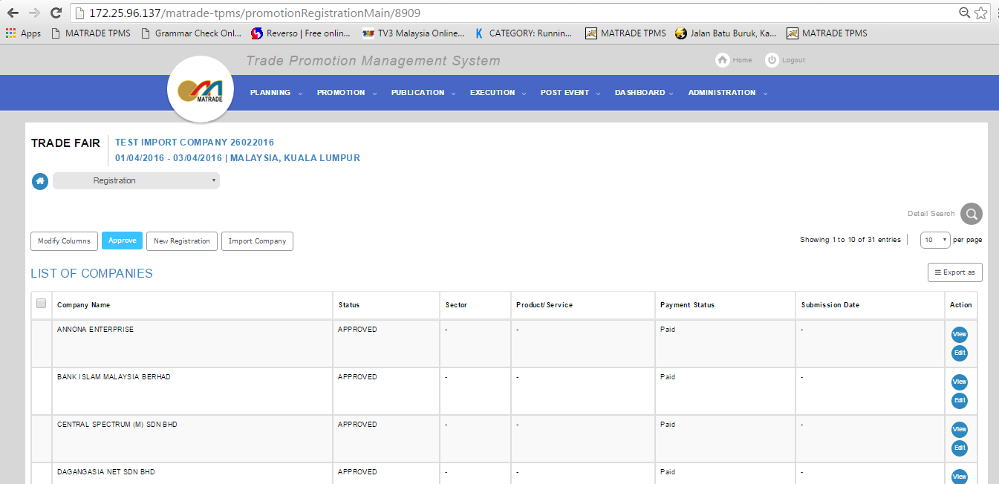 172.25.96.137/matrade-tpms/promotionRegistrationMain/8909
Apps MATRADE TPMS Grammar Check Onl... Reverso | Free onlin... TV3 Malaysia Online... K CATEGORY: Runnin... MATRADE TPMS Jalan Batu Buruk, Ka... MATRADE TPMS
Trade Promotion Management System Home Logout
MATRADE
PLANNING PROMOTION PUBLICATION EXECUTION POST EVENT DASHBOARD ADMINISTRATION
TRADE FAIR
TEST IMPORT COMPANY 26022016
01/04/2016 - 03/04/2016 | MALAYSIA, KUALA LUMPUR
Registration
Detail Search
Modify Columns Approve New Registration Import Company Showing 1 to 10 of 31 entries 10 per page
LIST OF COMPANIES Export as
Company Name Status Sector Product/Service Payment Status Submission Date Action
ANNONA ENTERPRISE APPROVED - - Paid - View
Edit
BANK ISLAM MALAYSIA BERHAD APPROVED - - Paid - View
Edit
CENTRAL SPECTRUM (M) SDN BHD APPROVED - - Paid - View
Edit
DAGANGASIA NET SDN BHD APPROVED - - Paid - View